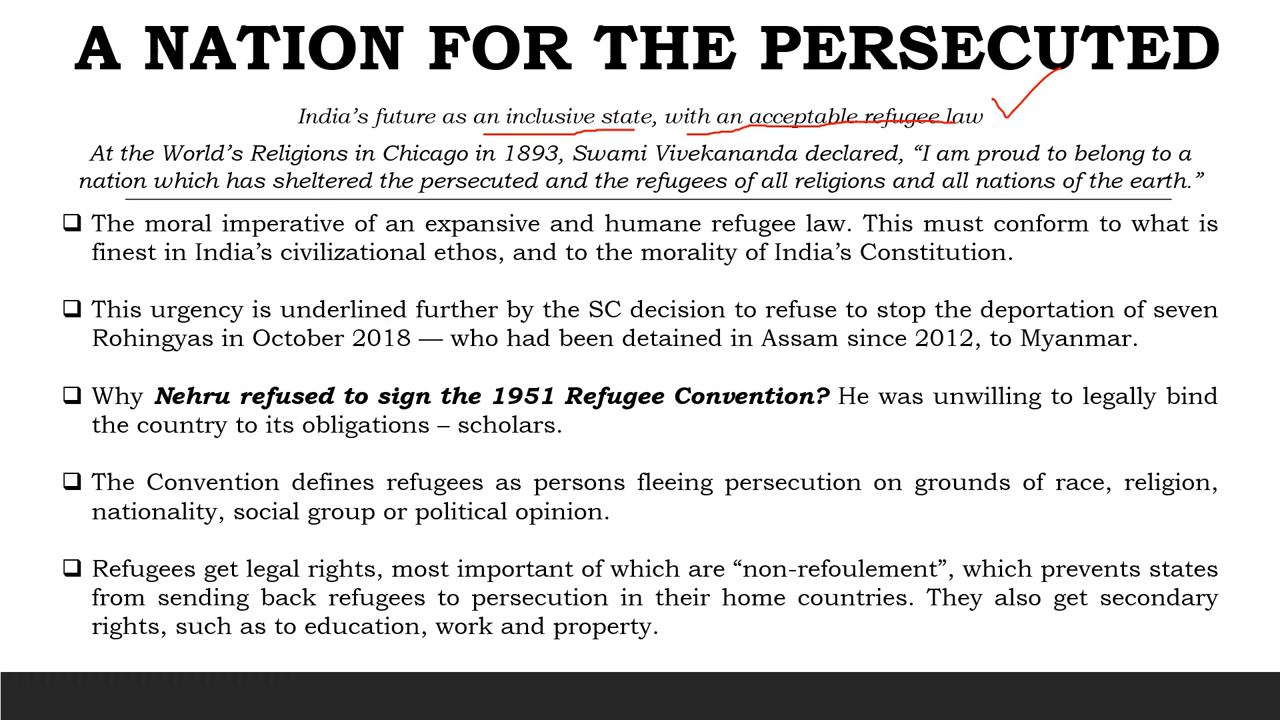 A NATION FOR THE PERSECUTED
India’s future as an inclusive state, with an acceptable refugee law
At the World’s Religions in Chicago in 1893, Swami Vivekananda declared, “I am proud to belong to a
nation which has sheltered the persecuted and the refugees of all religions and all nations of the earth.”
❑ The moral imperative of an expansive and humane refugee law. This must conform to what is
finest in India’s civilizational ethos, and to the morality of India’s Constitution.
❑ This urgency is underlined further by the SC decision to refuse to stop the deportation of seven
Rohingyas in October 2018 — who had been detained in Assam since 2012, to Myanmar.
❑ Why Nehru refused to sign the 1951 Refugee Convention? He was unwilling to legally bind
the country to its obligations – scholars.
❑ The Convention defines refugees as persons fleeing persecution on grounds of race, religion,
nationality, social group or political opinion.
❑ Refugees get legal rights, most important of which are “non-refoulement”, which prevents states
from sending back refugees to persecution in their home countries. They also get secondary
rights, such as to education, work and property.